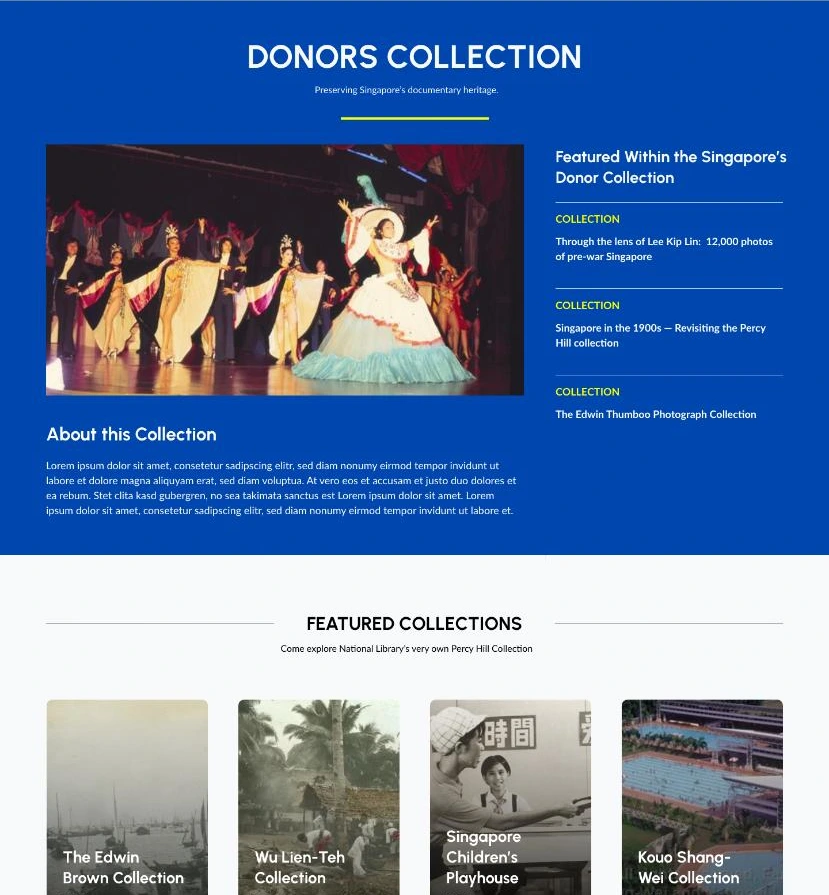 DONORS COLLECTION
Preserving Singapore's documentary heritage.
Featured Within the Singapore's
Donor Collection
COLLECTION
Through the lens of Lee Kip Lin: 12,000 photos
of pre-war Singapore
COLLECTION
Singapore in the 1900s — Revisiting the Percy
Hill collection
COLLECTION
The Edwin Thumboo Photograph Collection
About this Collection
Lorem ipsum dolor sit amet, consetetur sadipscing elitr, sed diam nonumy eirmod tempor invidunt ut
labore et dolore magna aliquyam erat, sed diam voluptua. At vero eos et accusam et justo duo dolores et
ea rebum. Stet clita kasd gubergren, no sea takimata sanctus est Lorem ipsum dolor sit amet. Lorem
ipsum dolor sit amet, consetetur sadipscing elitr, sed diam nonumy eirmod tempor invidunt ut labore et.
FEATURED COLLECTIONS
Come explore National Library's very own Percy Hill Collection
時間
The Edwin
Brown Collection
Wu Lien-Teh
Collection
Singapore
Children's
Playhouse
Kouo Shang-
Wei Collection